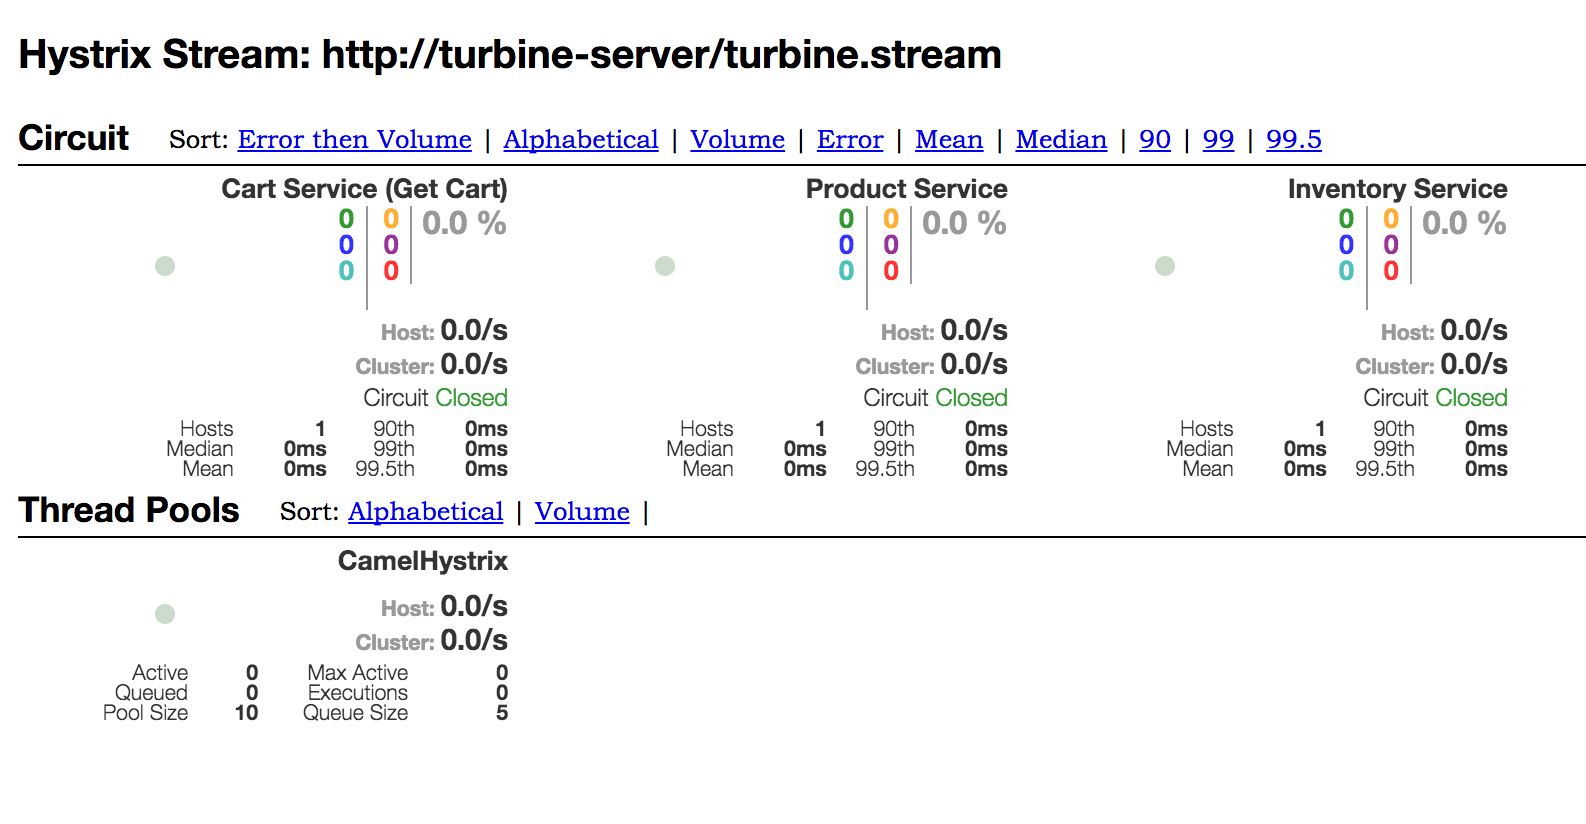 Hystrix Stream: http://turbine-server/turbine.stream
Circuit Sort: Error then Volume | Alphabetical | Volume | Error | Mean | Median | 90 | 99 | 99.5
Cart Service (Get Cart)
0 0 0.0 %
0 0
0 0
Host: 0.0/s
Cluster: 0.0/s
Circuit Closed
Hosts 1 90th 0ms
Median 0ms 99th 0ms
Mean 0ms 99.5th 0ms
Product Service
0 0 0.0 %
0 0
0 0
Host: 0.0/s
Cluster: 0.0/s
Circuit Closed
Hosts 1 90th 0ms
Median 0ms 99th 0ms
Mean 0ms 99.5th 0ms
Inventory Service
0 0 0.0 %
0 0
0 0
Host: 0.0/s
Cluster: 0.0/s
Circuit Closed
Hosts 1 90th 0ms
Median 0ms 99th 0ms
Mean 0ms 99.5th 0ms
Thread Pools Sort: Alphabetical | Volume |
CamelHystrix
Host: 0.0/s
Cluster: 0.0/s
Active 0 Max Active 0
Queued 0 Executions 0
Pool Size 10 Queue Size 5